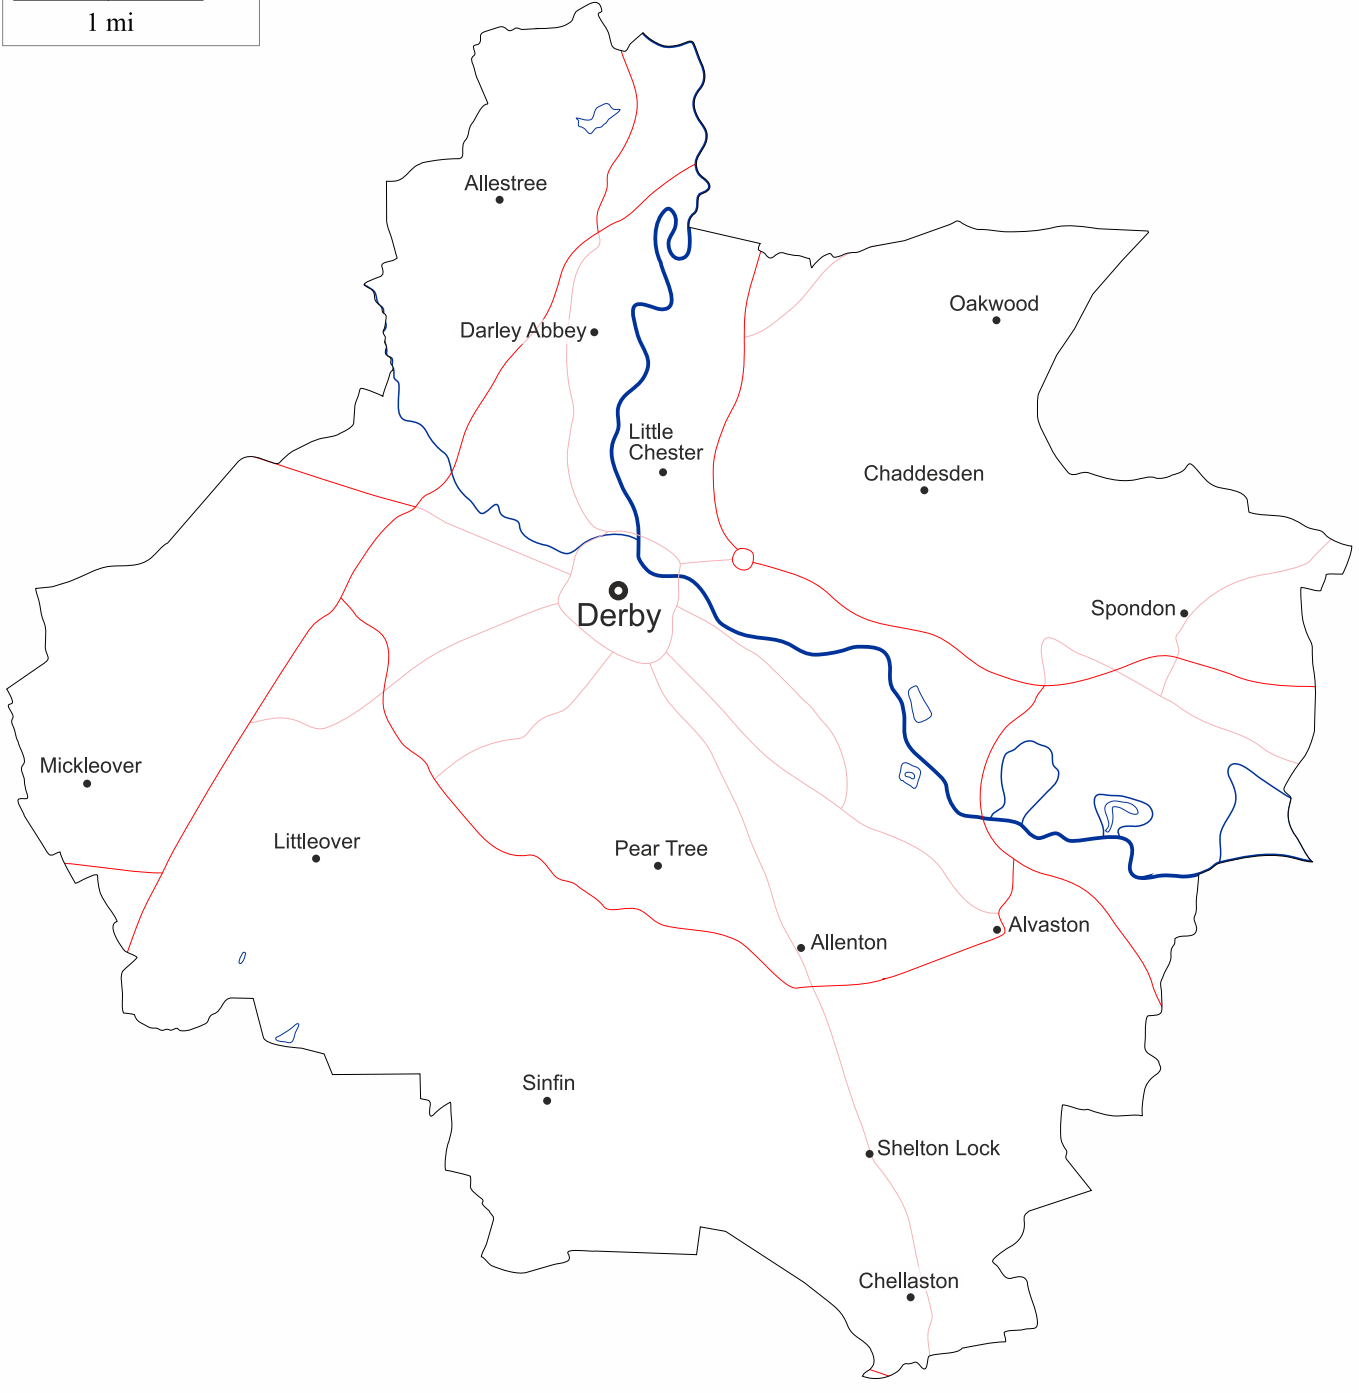 1 mi
Allestree
Oakwood
Darley Abbey
Little
Chester
Chaddesden
Derby
Spondon
Mickleover
Littleover
Pear Tree
Alvaston
Allenton
Sinfin
Shelton Lock
Chellaston